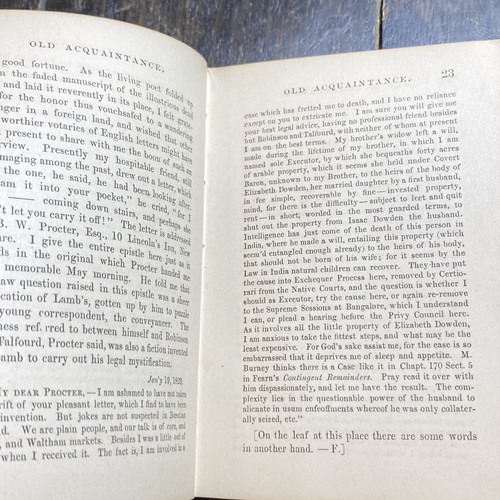 OLD ACQUAINTANCE.
good fortune. As the living poet folded up
the faded manuscript of the illustrious dead
and laid it reverently in its place, I felt grate-
for the honor thus vouchsafed to a wander-
nger in a foreign land, and wished that other
worthier votaries of English letters might have
present to share with me the boon of such an
rview. Presently my hospitable friend, still
maging among the past, drew out a letter, which
the one, he said, he had been looking after.
am it into your pocket," he cried, "for I
coming down stairs, and perhaps she
't let you carry it off!" The letter is addressed
B. W. Procter, Esq., 10 Lincoln's Inn, New
are. I give the entire epistle here just as it
ds in the original which Procter handed me
memorable May morning. He told me that
law question raised in this epistle was a sheer
ication of Lamb's, gotten up by him to puzzle
young correspondent, the conveyancer. The
ness referred to between himself and Robinson
Talfourd, Procter said, was also a fiction invented
amb to carry out his legal mystification.
Jan'y 19, 1829.
MY DEAR PROCTER,—I am ashamed to have not taken
drift of your pleasant letter, which I find to have been
invention. But jokes are not suspected in Bœotian
ld. We are plain people, and our talk is of corn, and
, and Waltham markets. Besides I was a little out of
when I received it. The fact is, I am involved in a
OLD ACQUAINTANCE. 23
case which has fretted me to death, and I have no reliance
except on you to extricate me. I am sure you will give me
your best legal advice, having no professional friend besides
but Robinson and Talfourd, with neither of whom at present
I am on the best terms. My brother's widow left a will,
made during the lifetime of my brother, in which I am
named sole Executor, by which she bequeaths forty acres
of arable property, which it seems she held under Covert
Baron, unknown to my Brother, to the heirs of the body of
Elizabeth Dowden, her married daughter by a first husband,
in fee simple, recoverable by fine—invested property,
mind, for there is the difficulty—subject to leet and quit
rent—in short, worded in the most guarded terms, to
shut out the property from Isaac Dowden the husband.
Intelligence has just come of the death of this person in
India, where he made a will, entailing this property (which
seem'd entangled enough already) to the heirs of his body,
that should not be born of his wife; for it seems by the
Law in India natural children can recover. They have put
the cause into Exchequer Process here, removed by Certio-
rari from the Native Courts, and the question is whether I
should as Executor, try the cause here, or again re-remove
to the Supreme Sessions at Bangalore, which I understand
I can, or plead a hearing before the Privy Council here.
As it involves all the little property of Elizabeth Dowden,
I am anxious to take the fittest steps, and what may be the
least expensive. For God's sake assist me, for the case is so
embarrassed that it deprives me of sleep and appetite. M.
Burney thinks there is a Case like it in Chapt. 170 Sect. 5
in Fearn's Contingent Remainders. Pray read it over with
him dispassionately, and let me have the result. The com-
plexity lies in the questionable power of the husband to
alienate in usum enfeoffments whereof he was only collater-
ally seized, etc."
[On the leaf at this place there are some words
in another hand. — F.]